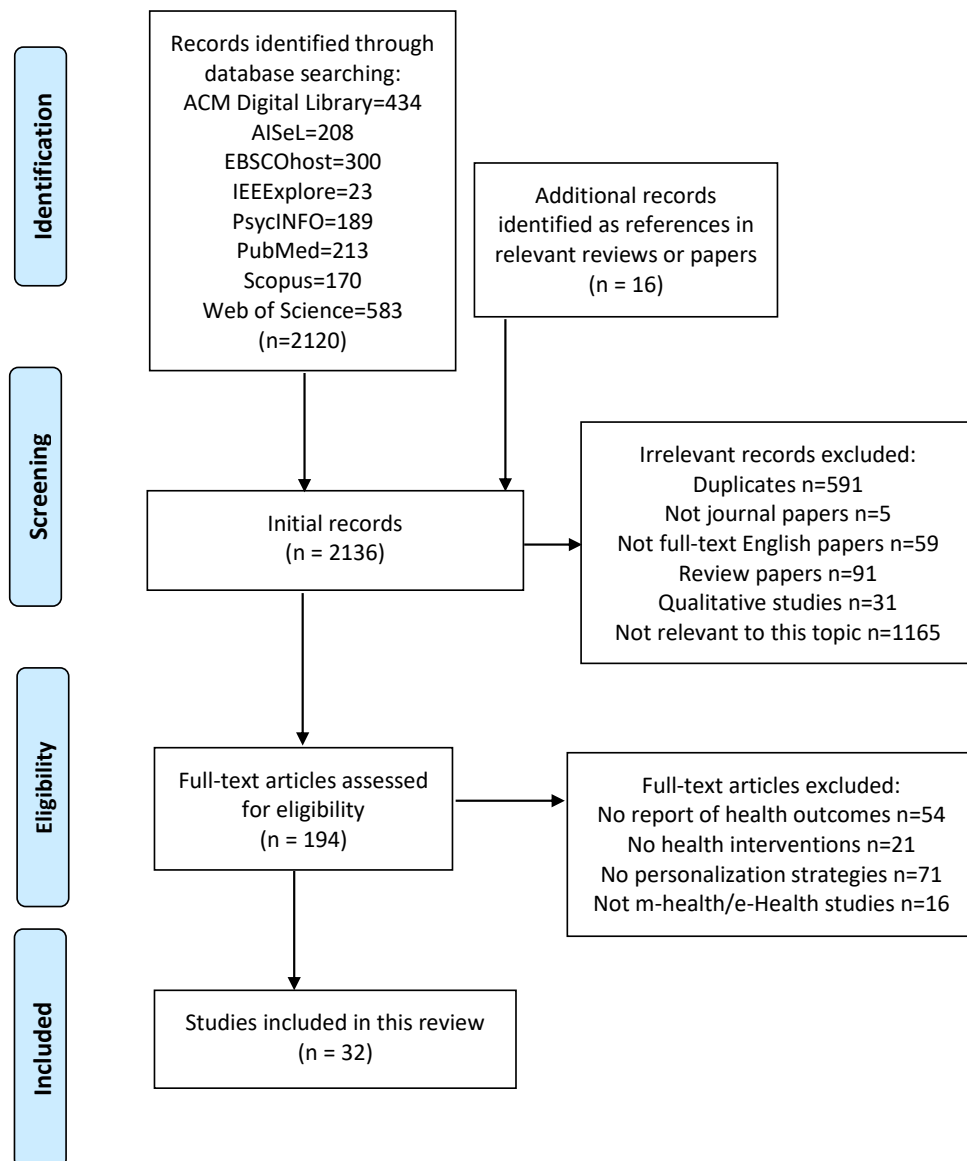 Identification
Records identified through
database searching:
ACM Digital Library=434
AISeL=208
EBSCOhost=300
IEEExplore=23
PsycINFO=189
PubMed=213
Scopus=170
Web of Science=583
(n=2120)
Additional records
identified as references in
relevant reviews or papers
(n = 16)
Screening
Initial records
(n = 2136)
Irrelevant records excluded:
Duplicates n=591
Not journal papers n=5
Not full-text English papers n=59
Review papers n=91
Qualitative studies n=31
Not relevant to this topic n=1165
Eligibility
Full-text articles assessed
for eligibility
(n = 194)
Full-text articles excluded:
No report of health outcomes n=54
No health interventions n=21
No personalization strategies n=71
Not m-health/e-Health studies n=16
Included
Studies included in this review
(n = 32)